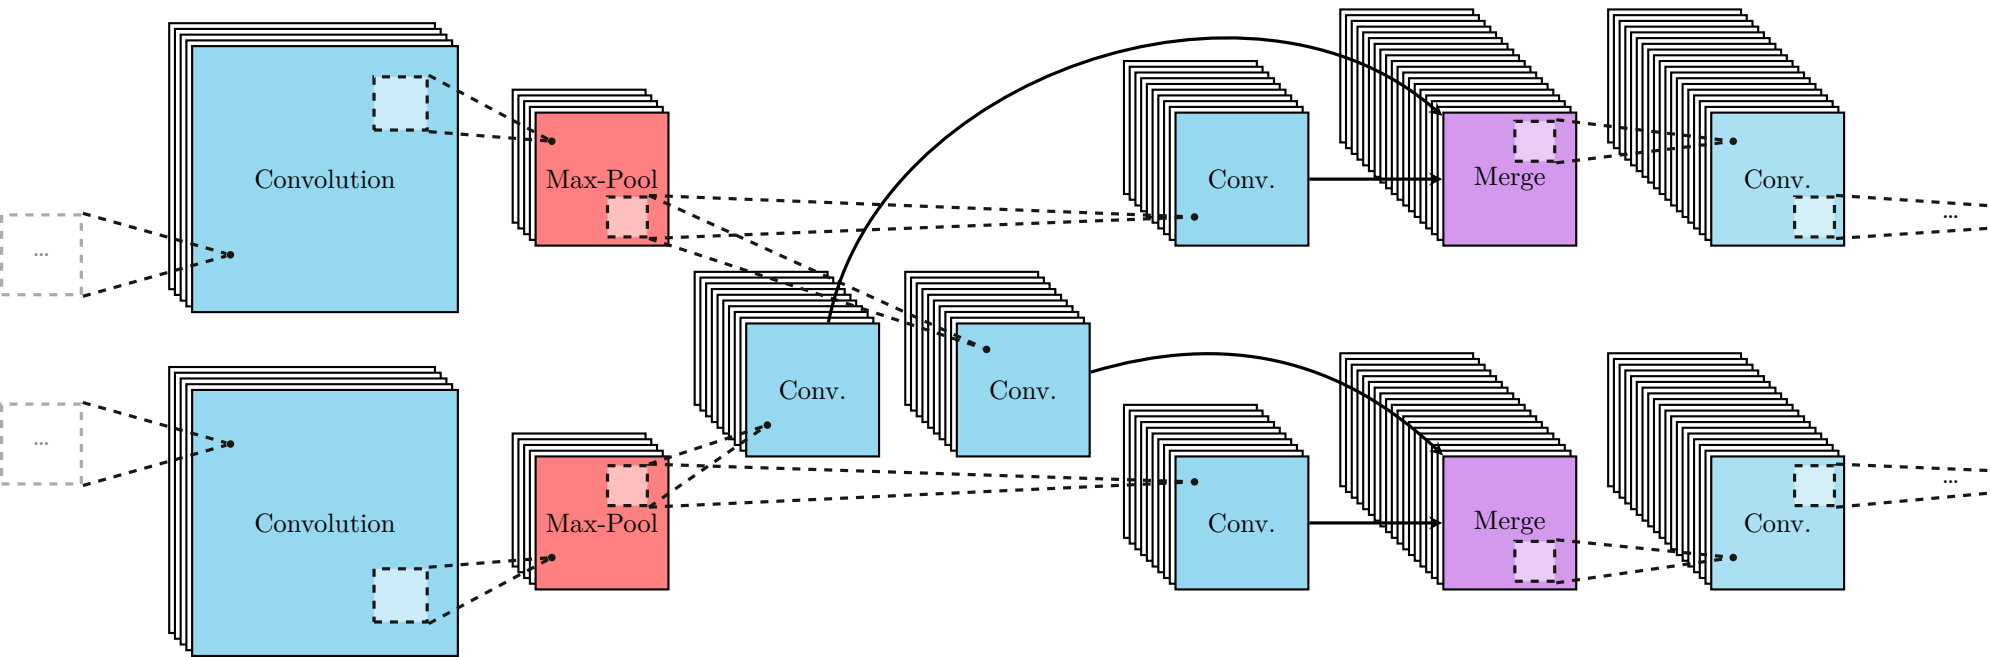 ...
Convolution
Max-Pool
Conv.
Merge
Conv.
...
Conv.
Conv.
...
Convolution
Max-Pool
Conv.
Merge
Conv.
...